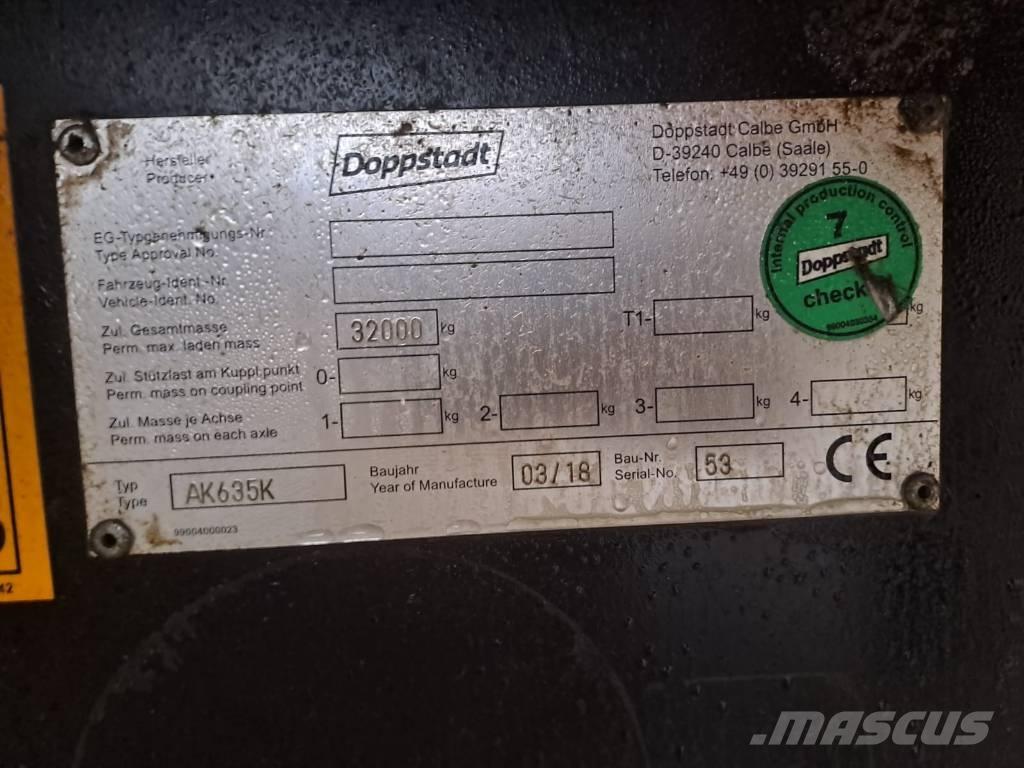 Hersteller
Producer
Doppstadt
Doppstadt Calbe GmbH
D-39240 Calbe (Saale)
Telefon: +49 (0) 39291 55-0
EG-Typgenehmigungs-Nr.
Type Approval No.
Fahrzeug-Ident.-Nr.
Vehicle-Ident. No.
Zul. Gesamtmasse
Perm. max. laden mass
32000 kg
T1- kg
kg
Internal production control
7
Doppstadt
check
99004000204
Zul. Stützlast am Kuppl.punkt
Perm. mass on coupling point
0- kg
Zul. Masse je Achse
Perm. mass on each axle
1- kg 2- kg 3- kg 4- kg
Typ
Type
AK635K
Baujahr
Year of Manufacture
03/18
Bau-Nr.
Serial-No.
53
CE
99004000023
42
MASCUS